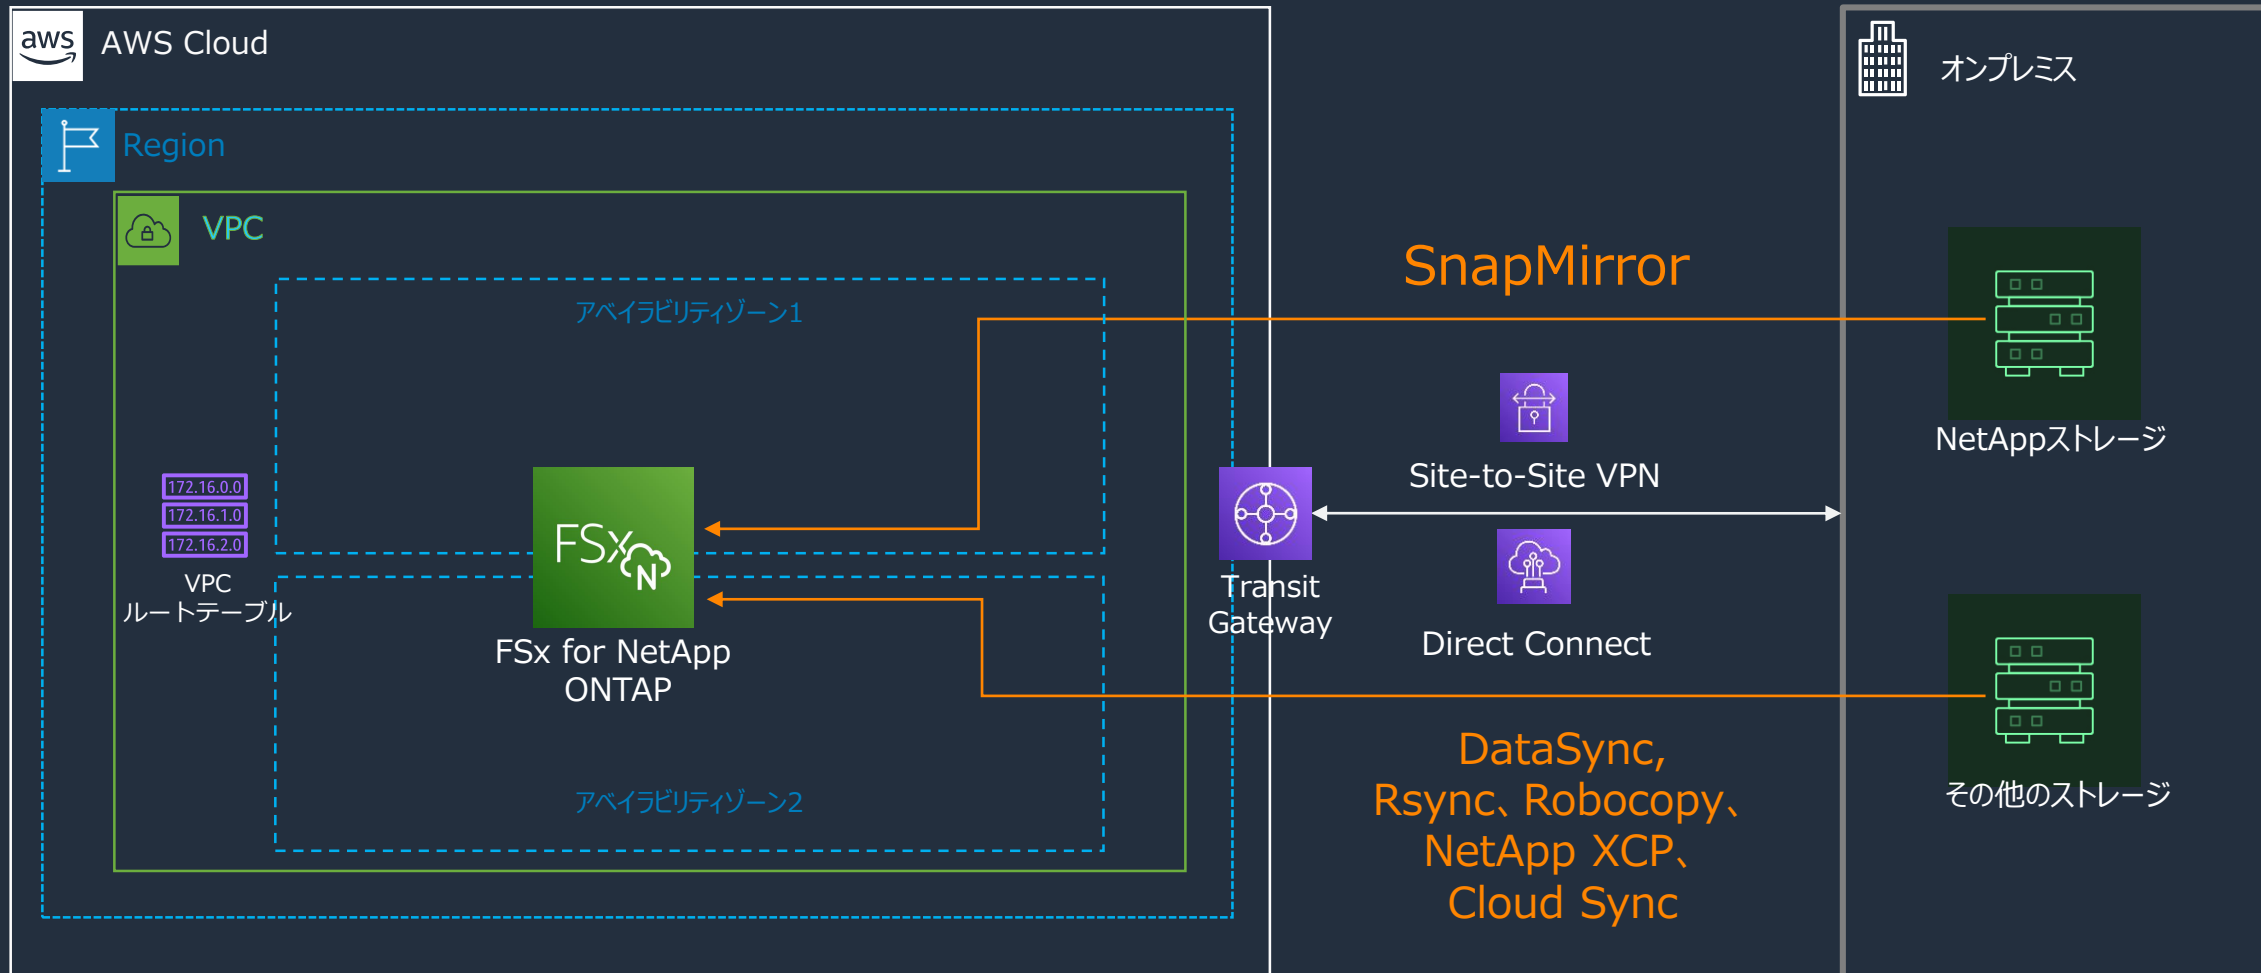 aws
AWS Cloud
オンプレミス
Region
VPC
SnapMirror
アベイラビリティゾーン1
NetAppストレージ
Site-to-Site VPN
172.16.0.0
172.16.1.0
172.16.2.0
FSx
N
VPC
ルートテーブル
Transit
Gateway
Direct Connect
FSx for NetApp
ONTAP
DataSync,
Rsync、Robocopy、
NetApp XCP、
Cloud Sync
アベイラビリティゾーン2
その他のストレージ